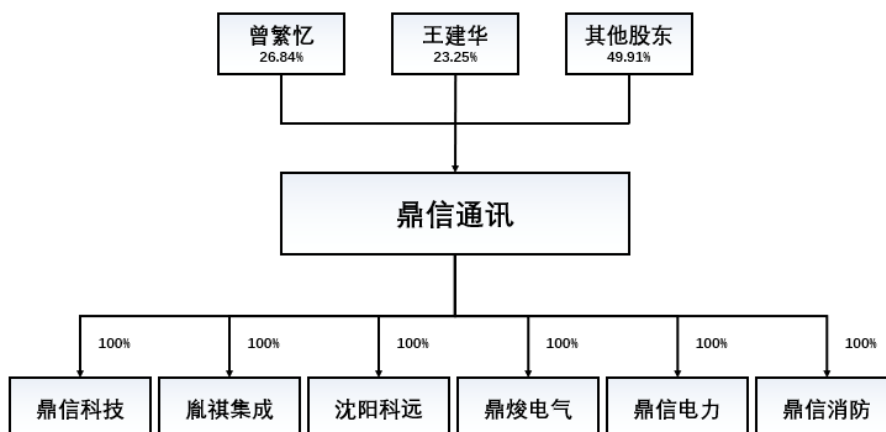 曾繁忆
26.84%
王建华
23.25%
其他股东
49.91%
鼎信通讯
100%
100%
100%
100%
100%
100%
鼎信科技
胤祺集成
沈阳科远
鼎焌电气
鼎信电力
鼎信消防